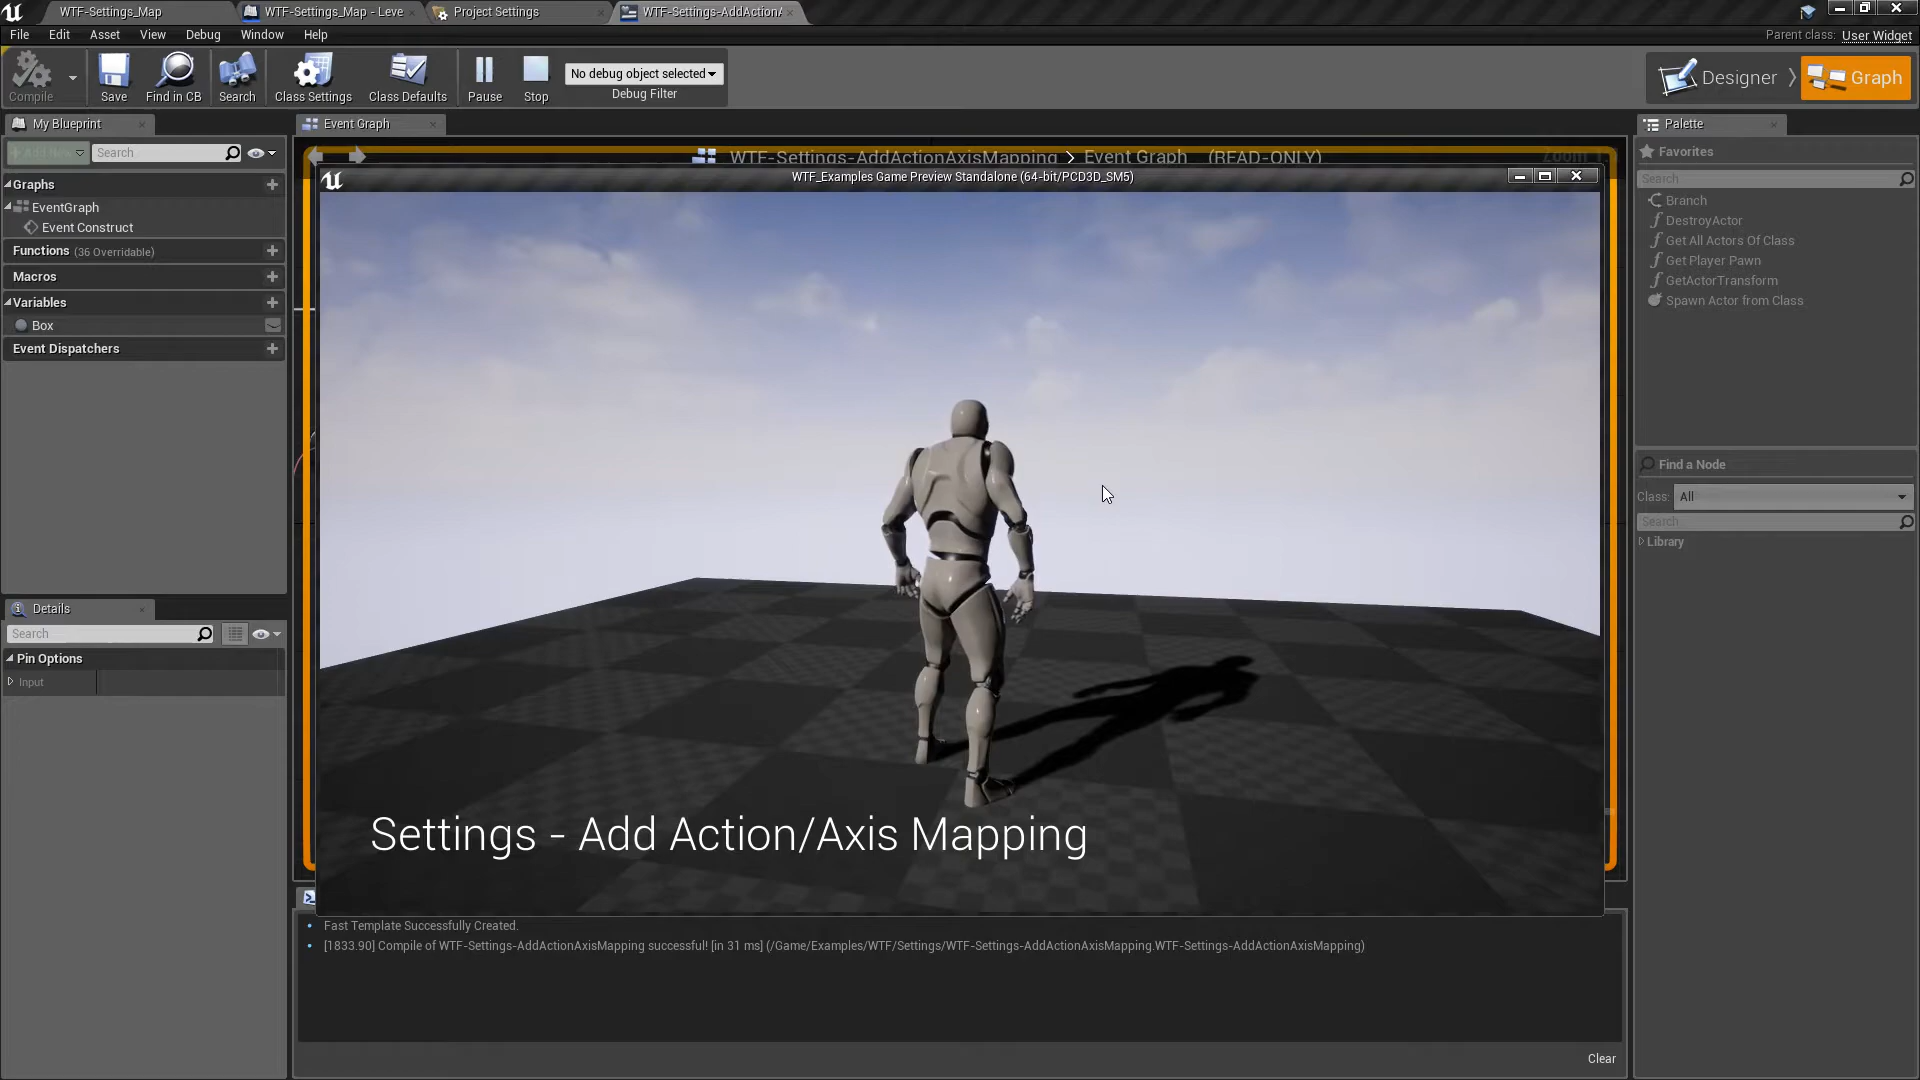 WTF-Settings_Map
WTF-Settings_Map - Leve
Project Settings
WTF-Settings-AddAction/
File
Edit
Asset
View
Debug
Window
Help
Parent class: User Widget
Compile
Save
Find in CB
Search
Class Settings
Class Defaults
Pause
Stop
No debug object selected
Debug Filter
Designer
Graph
My Blueprint
Event Graph
Palette
+ Add New
Search
WTF-Settings-AddActionAxisMapping > Event Graph (READ-ONLY)
Favorites
WTF_Examples Game Preview Standalone (64-bit/PCD3D_SM5)
Search
Graphs
EventGraph
Event Construct
Functions (36 Overridable)
Macros
Variables
Box
Event Dispatchers
Branch
DestroyActor
Get All Actors Of Class
Get Player Pawn
GetActorTransform
Spawn Actor from Class
Find a Node
Class: All
Search
Library
Details
Search
Pin Options
Input
Settings - Add Action/Axis Mapping
Fast Template Successfully Created.
[1833.90] Compile of WTF-Settings-AddActionAxisMapping successful! [in 31 ms] (/Game/Examples/WTF/Settings/WTF-Settings-AddActionAxisMapping.WTF-Settings-AddActionAxisMapping)
Clear